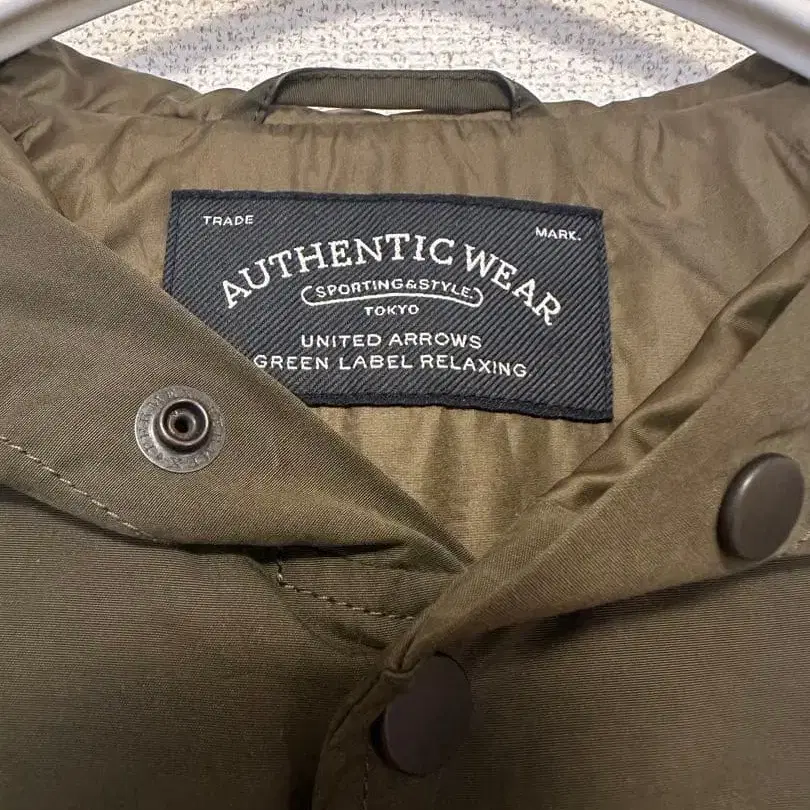 TRADE MARK.
AUTHENTIC WEAR
SPORTING&STYLE.
TOKYO
UNITED ARROWS
GREEN LABEL RELAXING